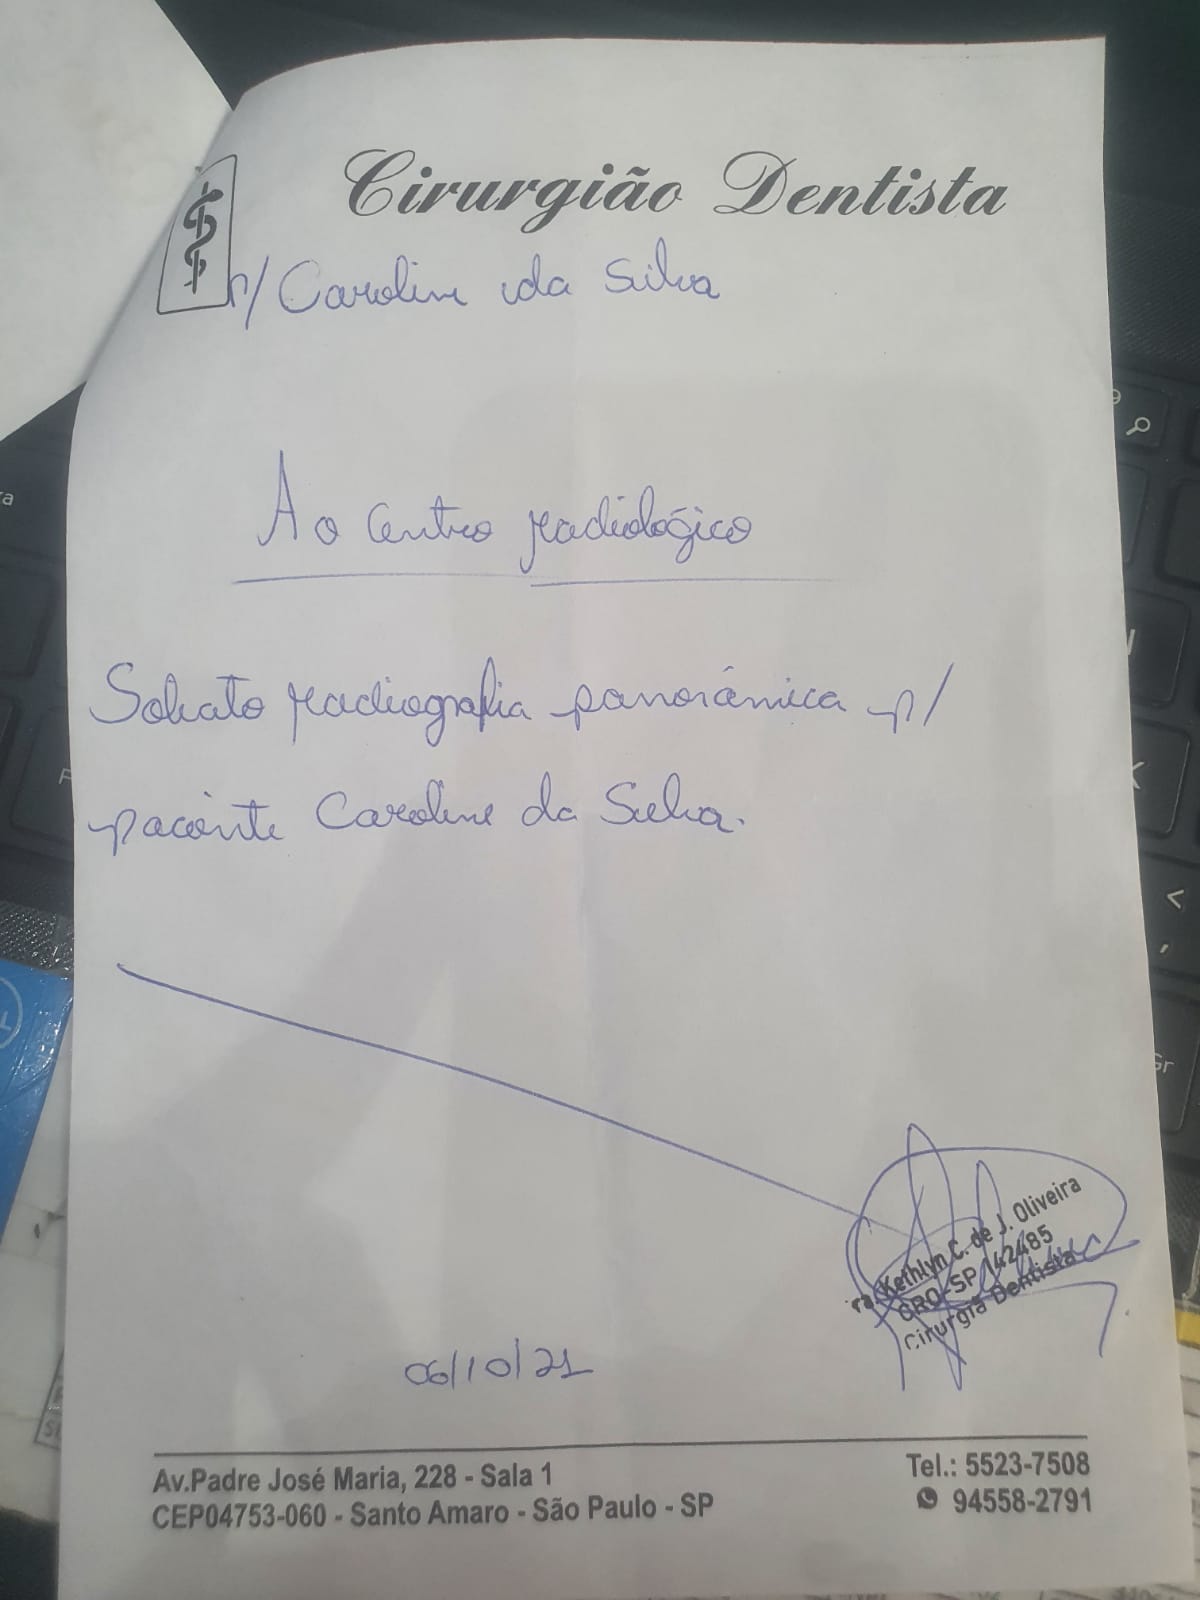 Cirurgião Dentista
p/ Caroline da Silva
Ao Centro radiológico
Solicito radiografia panorâmica p/
paciente Caroline da Silva.
ra. Kethlyn C. de J. Oliveira
CRO-SP 142485
Cirurgiã Dentista
06/10/21
Av.Padre José Maria, 228 - Sala 1
CEP04753-060 - Santo Amaro - São Paulo - SP
Tel.: 5523-7508
94558-2791